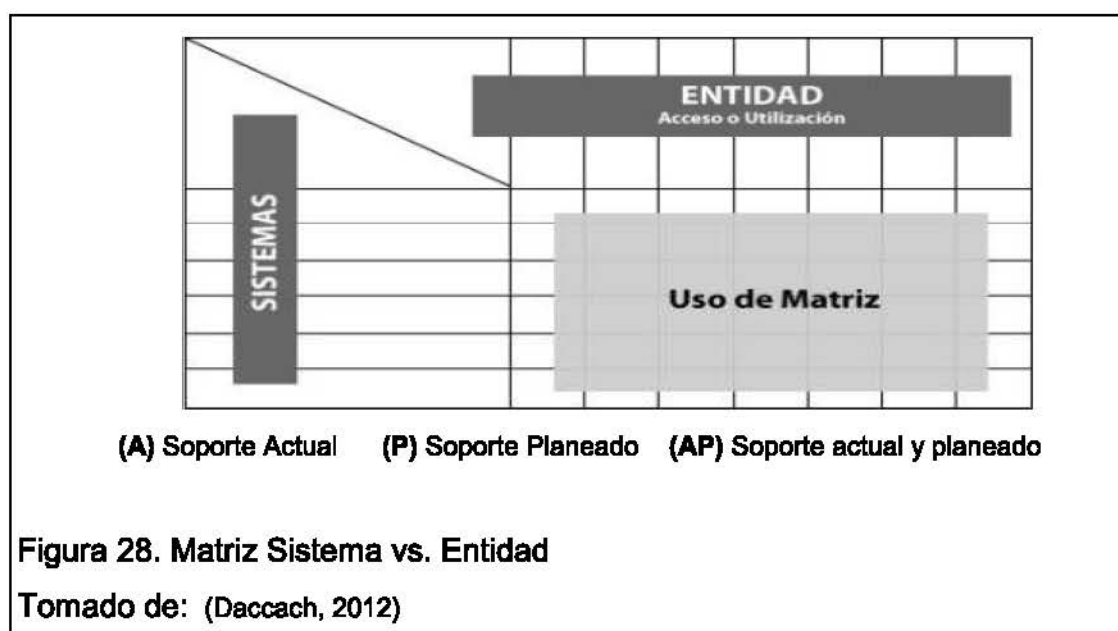 ENTIDAD
Acceso o Utilización
SISTEMAS
Uso de Matriz
(A) Soporte Actual (P) Soporte Planeado (AP) Soporte actual y planeado
Figura 28. Matriz Sistema vs. Entidad
Tomado de: (Daccach, 2012)